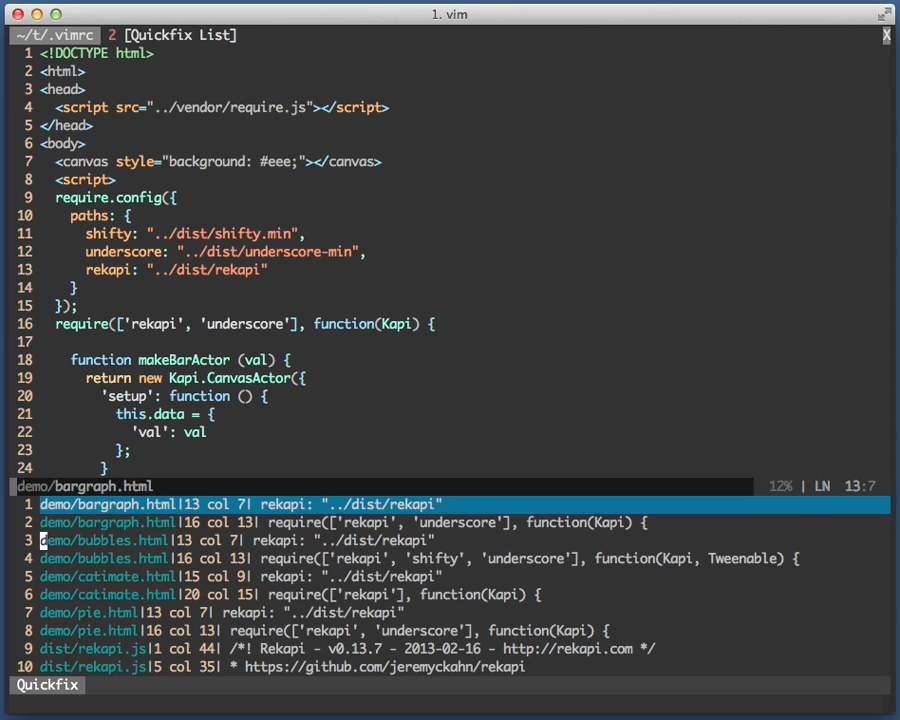 1. vim
~/t/.vimrc 2 [Quickfix List] X
1 <!DOCTYPE html>
2 <html>
3 <head>
4 <script src="../vendor/require.js"></script>
5 </head>
6 <body>
7 <canvas style="background: #eee;"></canvas>
8 <script>
9 require.config({
10 paths: {
11 shifty: "../dist/shifty.min",
12 underscore: "../dist/underscore-min",
13 rekapi: "../dist/rekapi"
14 }
15 });
16 require(['rekapi', 'underscore'], function(Kapi) {
17
18 function makeBarActor (val) {
19 return new Kapi.CanvasActor({
20 'setup': function () {
21 this.data = {
22 'val': val
23 };
24 }
demo/bargraph.html 12% | LN 13:7
1 demo/bargraph.html|13 col 7| rekapi: "../dist/rekapi"
2 demo/bargraph.html|16 col 13| require(['rekapi', 'underscore'], function(Kapi) {
3 demo/bubbles.html|13 col 7| rekapi: "../dist/rekapi"
4 demo/bubbles.html|16 col 13| require(['rekapi', 'shifty', 'underscore'], function(Kapi, Tweenable) {
5 demo/catimate.html|15 col 9| rekapi: "../dist/rekapi"
6 demo/catimate.html|20 col 15| require(['rekapi'], function(Kapi) {
7 demo/pie.html|13 col 7| rekapi: "../dist/rekapi"
8 demo/pie.html|16 col 13| require(['rekapi', 'underscore'], function(Kapi) {
9 dist/rekapi.js|1 col 44| /*! Rekapi - v0.13.7 - 2013-02-16 - http://rekapi.com */
10 dist/rekapi.js|5 col 35| * https://github.com/jeremyckahn/rekapi
Quickfix